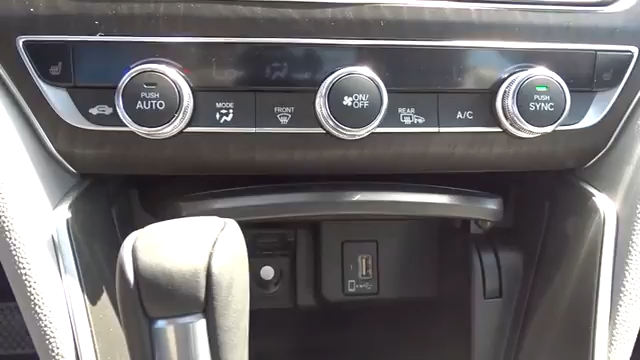 PUSH
AUTO
MODE
FRONT
ON/
OFF
REAR
A/C
PUSH
SYNC